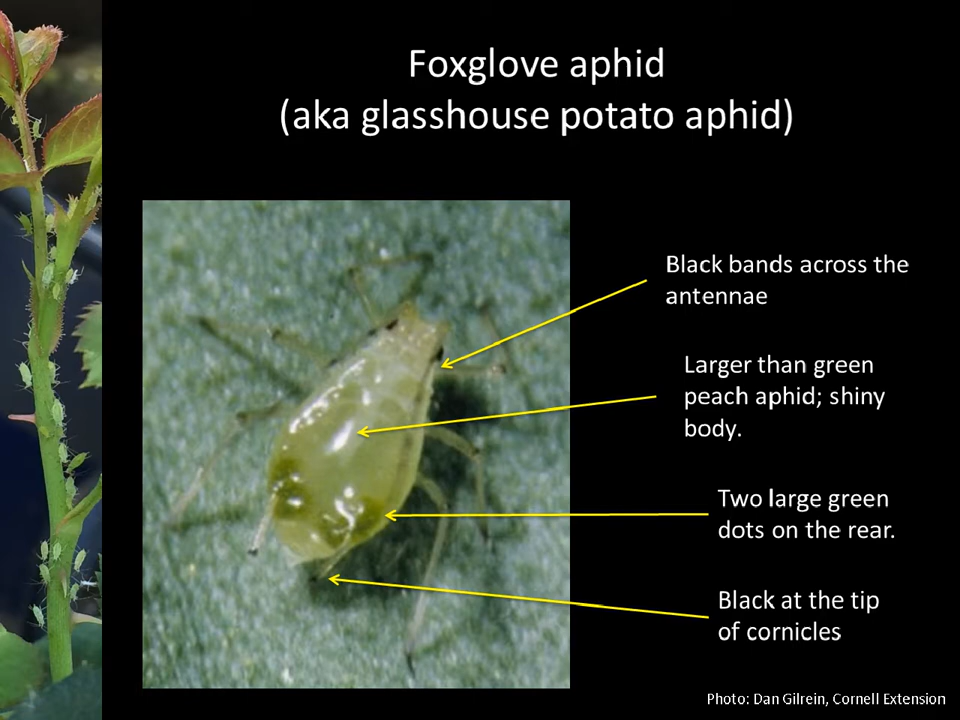 Foxglove aphid
(aka glasshouse potato aphid)
Black bands across the
antennae
Larger than green
peach aphid; shiny
body.
Two large green
dots on the rear.
Black at the tip
of cornicles
Photo: Dan Gilrein, Cornell Extension